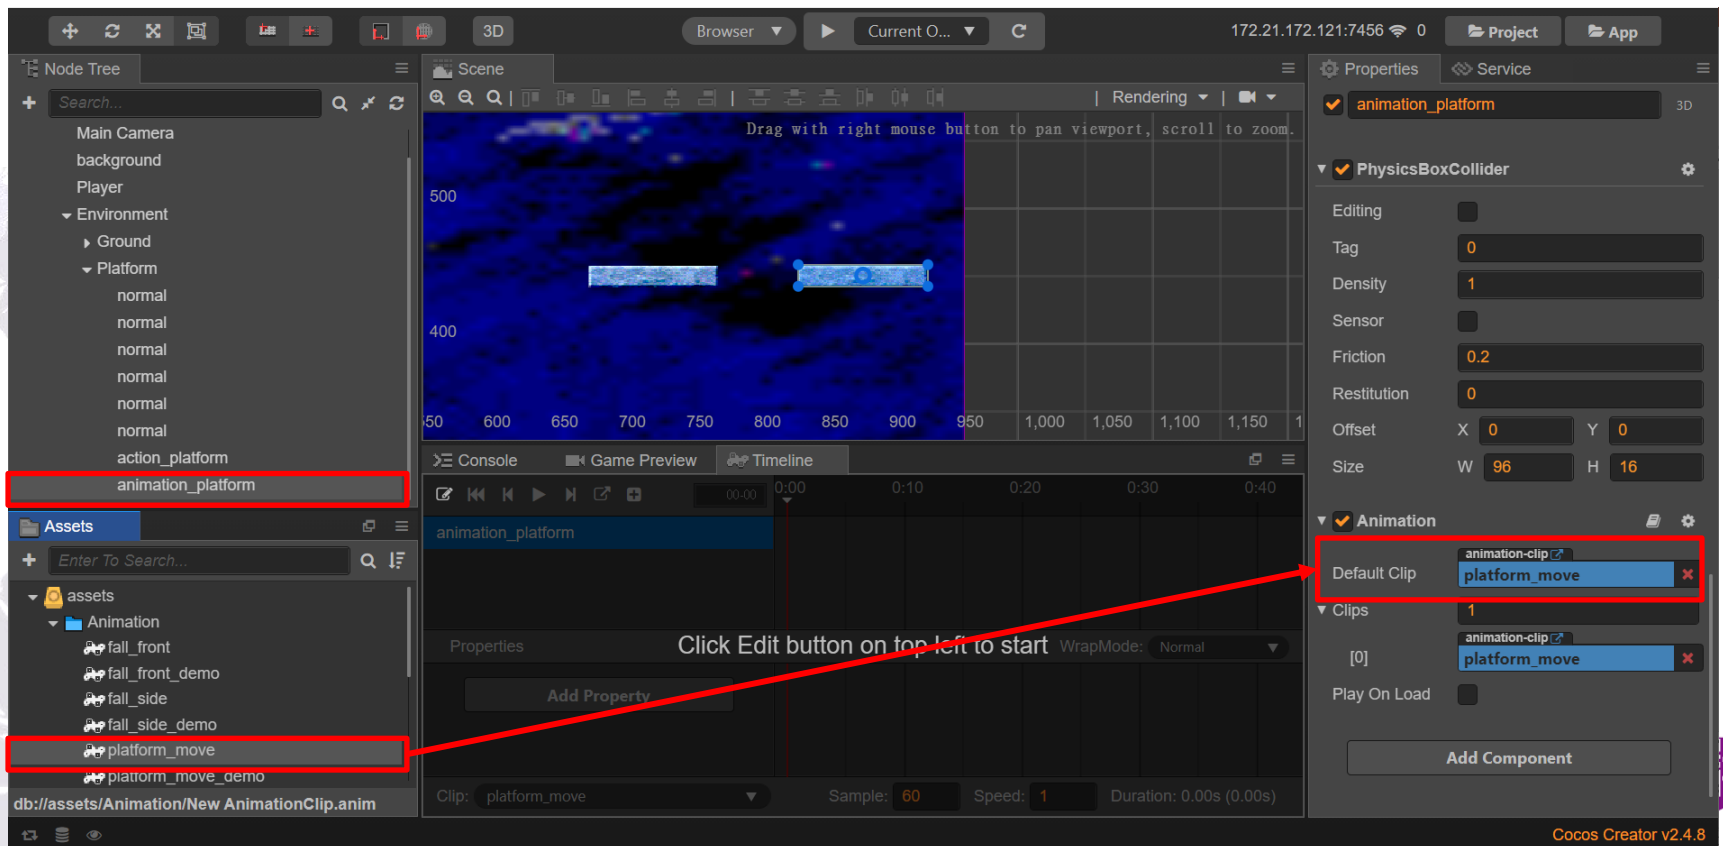 3D
Browser
Current O...
172.21.172.121:7456
0
Project
App
Node Tree
Search...
Main Camera
background
Player
Environment
Ground
Platform
normal
normal
normal
normal
normal
normal
action_platform
animation_platform
Assets
Enter To Search...
assets
Animation
fall_front
fall_front_demo
fall_side
fall_side_demo
platform_move
platform_move_demo
db://assets/Animation/New AnimationClip.anim
Scene
Rendering
Drag with right mouse button to pan viewport, scroll to zoom.
500
400
550 600 650 700 750 800 850 900 950 1,000 1,050 1,100 1,150 1
Console
Game Preview
Timeline
00-00
0:00 0:10 0:20 0:30 0:40
animation_platform
Properties
Click Edit button on top left to start
WrapMode: Normal
Add Property
Clip: platform_move
Sample: 60
Speed: 1
Duration: 0.00s (0.00s)
Properties
Service
animation_platform
3D
PhysicsBoxCollider
Editing
Tag 0
Density 1
Sensor
Friction 0.2
Restitution 0
Offset X 0 Y 0
Size W 96 H 16
Animation
animation-clip
Default Clip platform_move
Clips 1
animation-clip
[0] platform_move
Play On Load
Add Component
Cocos Creator v2.4.8